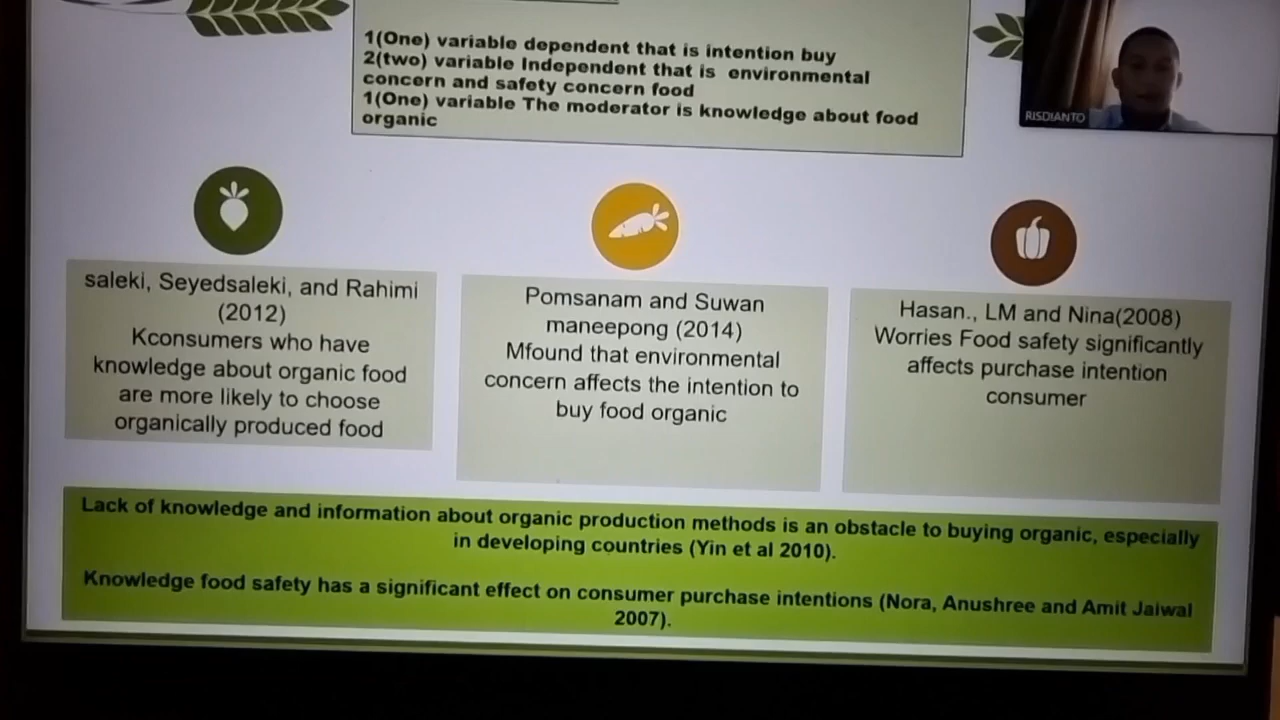 1(One) variable dependent that is intention buy
2(two) variable Independent that is environmental
concern and safety concern food
1(One) variable The moderator is knowledge about food
organic
RISDIANTO
saleki, Seyedsaleki, and Rahimi
(2012)
Kconsumers who have
knowledge about organic food
are more likely to choose
organically produced food
Pomsanam and Suwan
maneepong (2014)
Mfound that environmental
concern affects the intention to
buy food organic
Hasan., LM and Nina(2008)
Worries Food safety significantly
affects purchase intention
consumer
Lack of knowledge and information about organic production methods is an obstacle to buying organic, especially
in developing countries (Yin et al 2010).
Knowledge food safety has a significant effect on consumer purchase intentions (Nora, Anushree and Amit Jaiwal
2007).